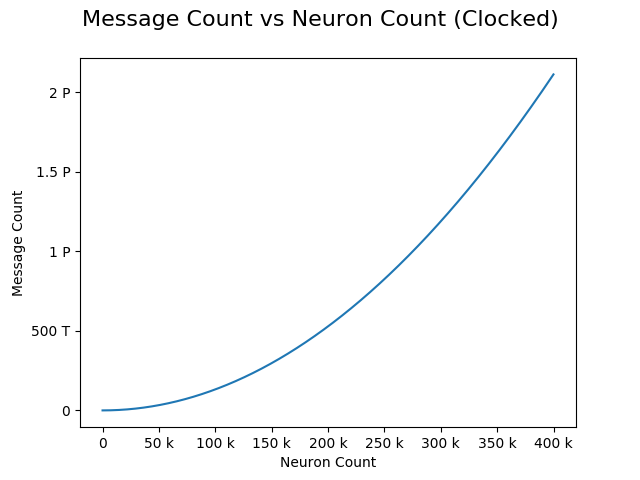 Message Count vs Neuron Count (Clocked)
2 P
1.5 P
1 P
500 T
0
Message Count
0 50 k 100 k 150 k 200 k 250 k 300 k 350 k 400 k
Neuron Count